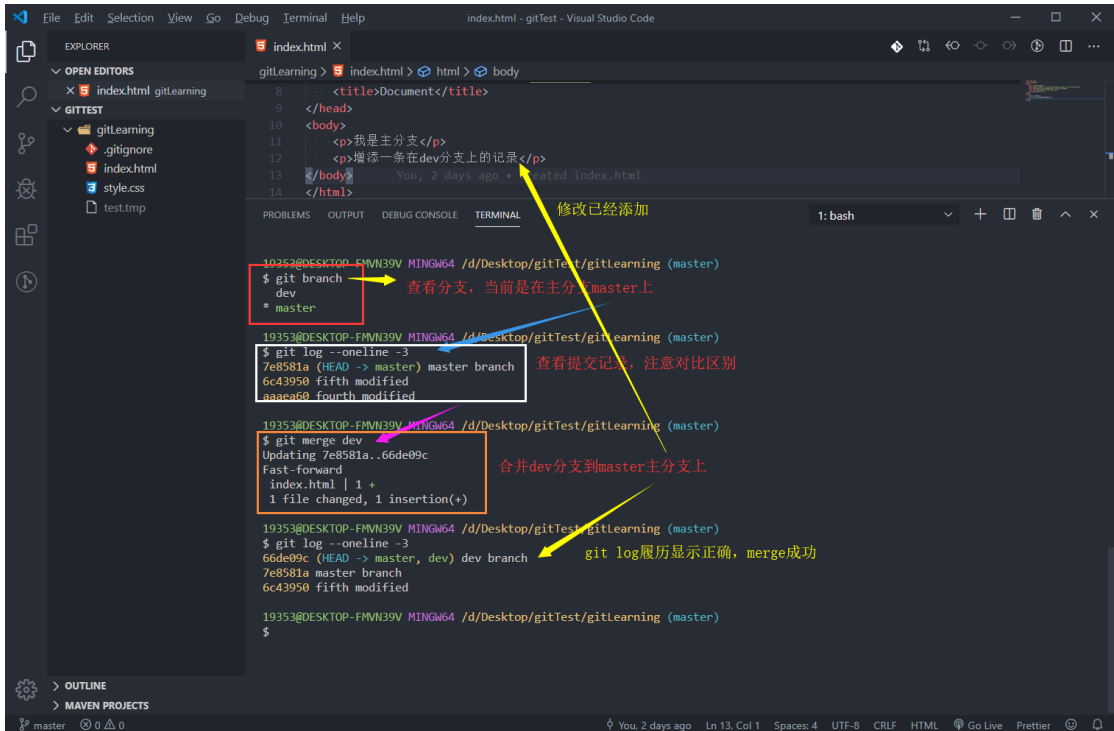 File Edit Selection View Go Debug Terminal Help index.html - gitTest - Visual Studio Code
EXPLORER
index.html
OPEN EDITORS
index.html gitLearning
GITTEST
gitLearning
.gitignore
index.html
style.css
test.tmp
OUTLINE
MAVEN PROJECTS
gitLearning > index.html > html > body
8 <title>Document</title>
9 </head>
10 <body>
11 <p>我是主分支</p>
12 <p>增添一条在dev分支上的记录</p>
13 </body> You, 2 days ago • created index.html
14 </html>
修改已经添加
PROBLEMS OUTPUT DEBUG CONSOLE TERMINAL 1: bash
19353@DESKTOP-FMVN39V MINGW64 /d/Desktop/gitTest/gitLearning (master)
$ git branch
dev
* master
查看分支，当前是在主分支master上
19353@DESKTOP-FMVN39V MINGW64 /d/Desktop/gitTest/gitLearning (master)
$ git log --oneline -3
7e8581a (HEAD -> master) master branch
6c43950 fifth modified
aaaea60 fourth modified
查看提交记录，注意对比区别
19353@DESKTOP-FMVN39V MINGW64 /d/Desktop/gitTest/gitLearning (master)
$ git merge dev
Updating 7e8581a..66de09c
Fast-forward
index.html | 1 +
1 file changed, 1 insertion(+)
合并dev分支到master主分支上
19353@DESKTOP-FMVN39V MINGW64 /d/Desktop/gitTest/gitLearning (master)
$ git log --oneline -3
66de09c (HEAD -> master, dev) dev branch
7e8581a master branch
6c43950 fifth modified
git log履历显示正确，merge成功
19353@DESKTOP-FMVN39V MINGW64 /d/Desktop/gitTest/gitLearning (master)
$
master 0 0 You, 2 days ago Ln 13, Col 1 Spaces: 4 UTF-8 CRLF HTML Go Live Prettier